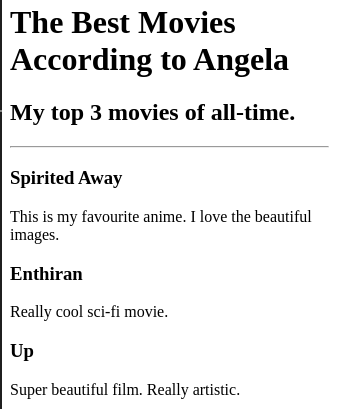 The Best Movies
According to Angela
My top 3 movies of all-time.
Spirited Away
This is my favourite anime. I love the beautiful
images.
Enthiran
Really cool sci-fi movie.
Up
Super beautiful film. Really artistic.